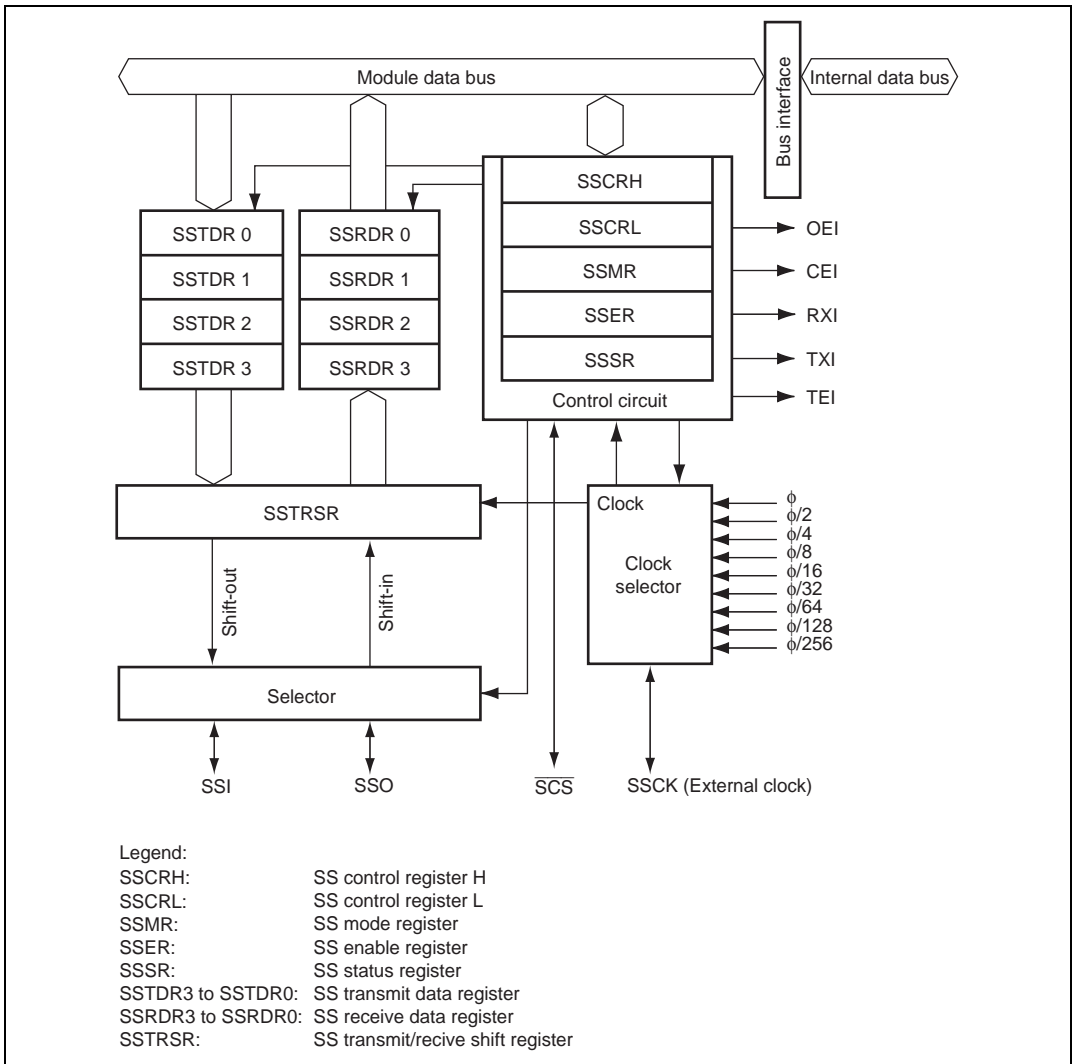 Module data bus
Bus interface
Internal data bus
SSTDR 0
SSTDR 1
SSTDR 2
SSTDR 3
SSRDR 0
SSRDR 1
SSRDR 2
SSRDR 3
SSCRH
SSCRL
SSMR
SSER
SSSR
Control circuit
OEI
CEI
RXI
TXI
TEI
SSTRSR
Clock
Clock
selector
ϕ
ϕ/2
ϕ/4
ϕ/8
ϕ/16
ϕ/32
ϕ/64
ϕ/128
ϕ/256
Shift-out
Shift-in
Selector
SSI
SSO
S̅C̅S̅
SSCK (External clock)
Legend:
SSCRH: SS control register H
SSCRL: SS control register L
SSMR: SS mode register
SSER: SS enable register
SSSR: SS status register
SSTDR3 to SSTDR0: SS transmit data register
SSRDR3 to SSRDR0: SS receive data register
SSTRSR: SS transmit/recive shift register